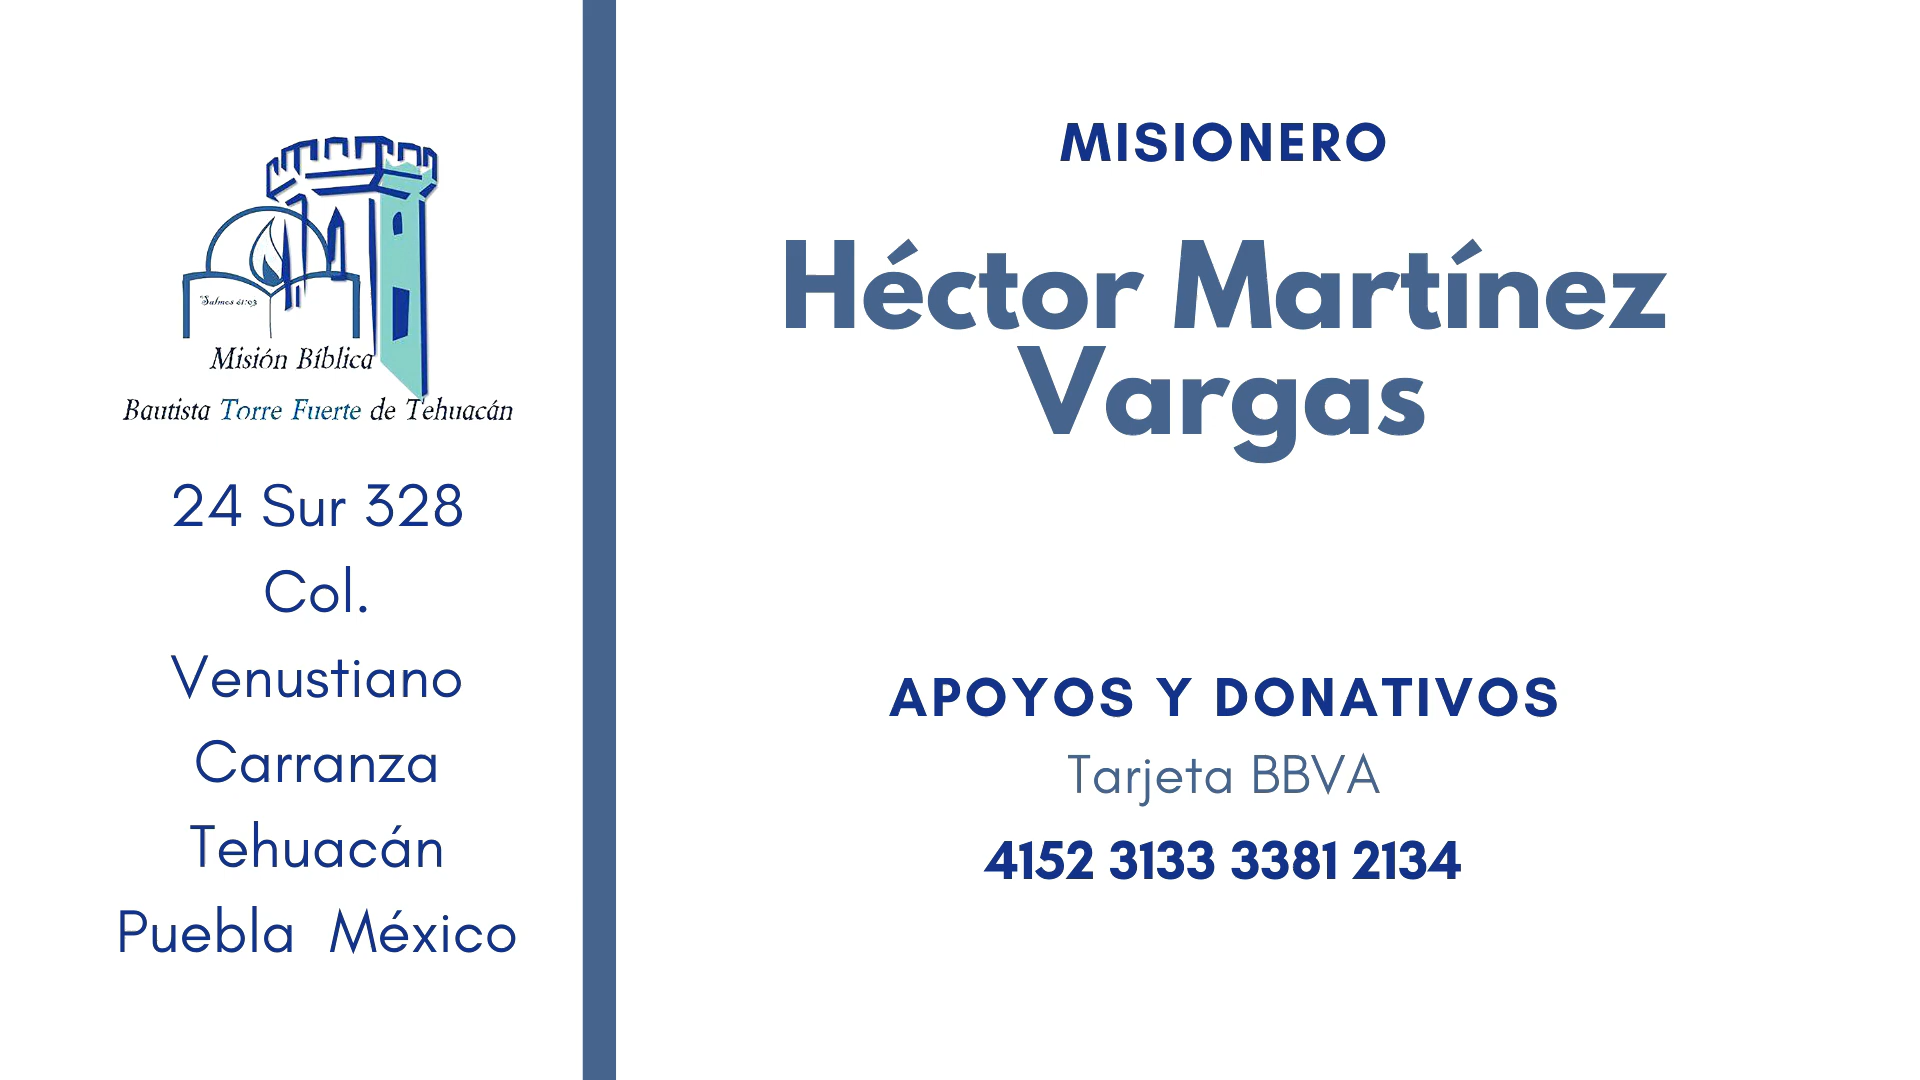 "Salmos 61:03
Misión Bíblica
Bautista Torre Fuerte de Tehuacán
24 Sur 328
Col.
Venustiano
Carranza
Tehuacán
Puebla México
MISIONERO
Héctor Martínez
Vargas
APOYOS Y DONATIVOS
Tarjeta BBVA
4152 3133 3381 2134